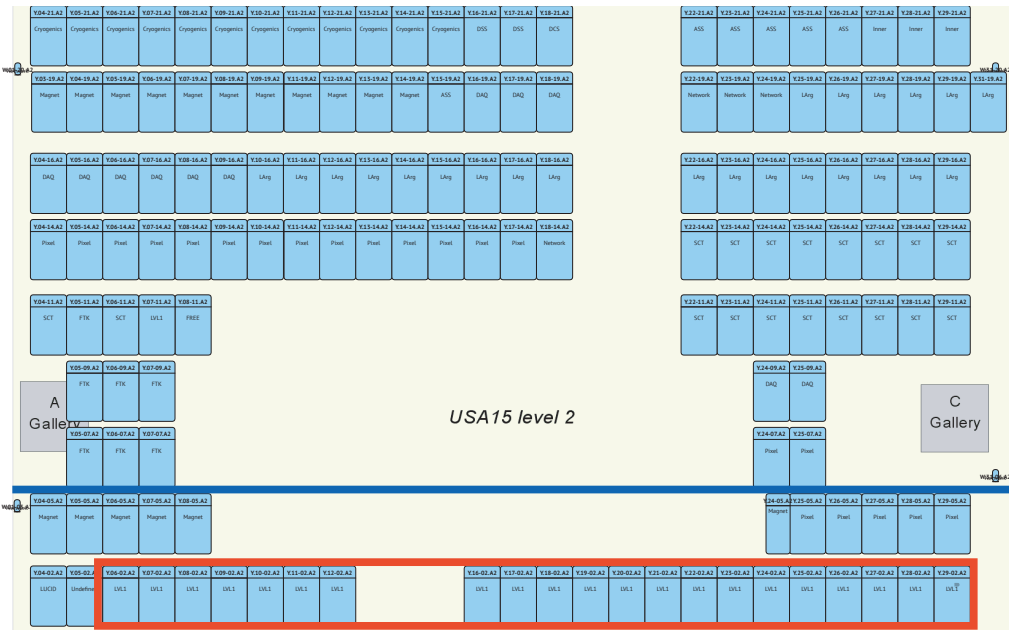 Y.04-21.A2 Y.05-21.A2 Y.06-21.A2 Y.07-21.A2 Y.08-21.A2 Y.09-21.A2 Y.10-21.A2 Y.11-21.A2 Y.12-21.A2 Y.13-21.A2 Y.14-21.A2 Y.15-21.A2 Y.16-21.A2 Y.17-21.A2 Y.18-21.A2 Y.22-21.A2 Y.23-21.A2 Y.24-21.A2 Y.25-21.A2 Y.26-21.A2 Y.27-21.A2 Y.28-21.A2 Y.29-21.A2
Cryogenics Cryogenics Cryogenics Cryogenics Cryogenics Cryogenics Cryogenics Cryogenics Cryogenics Cryogenics Cryogenics Cryogenics DSS DSS DCS ASS ASS ASS ASS ASS Inner Inner Inner
Y.03-19.A2 Y.04-19.A2 Y.05-19.A2 Y.06-19.A2 Y.07-19.A2 Y.08-19.A2 Y.09-19.A2 Y.11-19.A2 Y.12-19.A2 Y.13-19.A2 Y.14-19.A2 Y.15-19.A2 Y.16-19.A2 Y.17-19.A2 Y.18-19.A2 Y.22-19.A2 Y.23-19.A2 Y.24-19.A2 Y.25-19.A2 Y.26-19.A2 Y.27-19.A2 Y.28-19.A2 Y.29-19.A2 Y.31-19.A2
Magnet Magnet Magnet Magnet Magnet Magnet Magnet Magnet Magnet Magnet Magnet ASS DAQ DAQ DAQ Network Network Network LArg LArg LArg LArg LArg LArg
Y.04-16.A2 Y.05-16.A2 Y.06-16.A2 Y.07-16.A2 Y.08-16.A2 Y.09-16.A2 Y.10-16.A2 Y.11-16.A2 Y.12-16.A2 Y.13-16.A2 Y.14-16.A2 Y.15-16.A2 Y.16-16.A2 Y.17-16.A2 Y.18-16.A2 Y.22-16.A2 Y.23-16.A2 Y.24-16.A2 Y.25-16.A2 Y.26-16.A2 Y.27-16.A2 Y.28-16.A2 Y.29-16.A2
DAQ DAQ DAQ DAQ DAQ DAQ LArg LArg LArg LArg LArg LArg LArg LArg LArg LArg LArg LArg LArg LArg LArg LArg LArg
Y.04-14.A2 Y.05-14.A2 Y.06-14.A2 Y.07-14.A2 Y.08-14.A2 Y.09-14.A2 Y.10-14.A2 Y.11-14.A2 Y.12-14.A2 Y.13-14.A2 Y.14-14.A2 Y.15-14.A2 Y.16-14.A2 Y.17-14.A2 Y.18-14.A2 Y.22-14.A2 Y.23-14.A2 Y.24-14.A2 Y.25-14.A2 Y.26-14.A2 Y.27-14.A2 Y.28-14.A2 Y.29-14.A2
Pixel Pixel Pixel Pixel Pixel Pixel Pixel Pixel Pixel Pixel Pixel Pixel Pixel Pixel Network SCT SCT SCT SCT SCT SCT SCT SCT
Y.04-11.A2 Y.05-11.A2 Y.06-11.A2 Y.07-11.A2 Y.08-11.A2 Y.22-11.A2 Y.23-11.A2 Y.24-11.A2 Y.25-11.A2 Y.26-11.A2 Y.27-11.A2 Y.28-11.A2 Y.29-11.A2
SCT FTK SCT LVL1 FREE SCT SCT SCT SCT SCT SCT SCT SCT
Y.05-09.A2 Y.06-09.A2 Y.07-09.A2 Y.24-09.A2 Y.25-09.A2
FTK FTK FTK DAQ DAQ
A
Gallery
USA15 level 2
C
Gallery
Y.05-07.A2 Y.06-07.A2 Y.07-07.A2 Y.24-07.A2 Y.25-07.A2
FTK FTK FTK Pixel Pixel
Y.04-05.A2 Y.05-05.A2 Y.06-05.A2 Y.07-05.A2 Y.08-05.A2 Y.24-05.A2 Y.25-05.A2 Y.26-05.A2 Y.27-05.A2 Y.28-05.A2 Y.29-05.A2
Magnet Magnet Magnet Magnet Magnet Magnet Pixel Pixel Pixel Pixel Pixel
Y.04-02.A2 Y.05-02.A Y.06-02.A2 Y.07-02.A2 Y.08-02.A2 Y.09-02.A2 Y.10-02.A2 Y.11-02.A2 Y.12-02.A2 Y.16-02.A2 Y.17-02.A2 Y.18-02.A2 Y.19-02.A2 Y.20-02.A2 Y.21-02.A2 Y.22-02.A2 Y.23-02.A2 Y.24-02.A2 Y.25-02.A2 Y.26-02.A2 Y.27-02.A2 Y.28-02.A2 Y.29-02.A2
LUCID Undefine LVL1 LVL1 LVL1 LVL1 LVL1 LVL1 LVL1 LVL1 LVL1 LVL1 LVL1 LVL1 LVL1 LVL1 LVL1 LVL1 LVL1 LVL1 LVL1 LVL1 LVL1